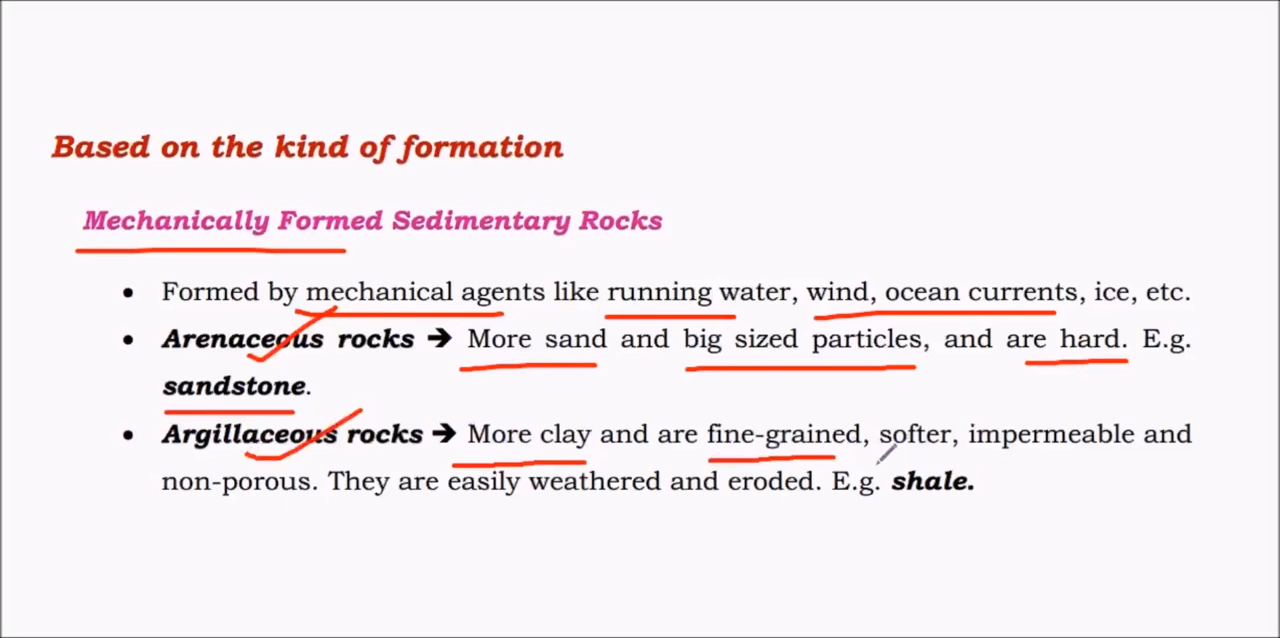 Based on the kind of formation
Mechanically Formed Sedimentary Rocks
• Formed by mechanical agents like running water, wind, ocean currents, ice, etc.
• Arenaceous rocks ➔ More sand and big sized particles, and are hard. E.g.
sandstone.
• Argillaceous rocks ➔ More clay and are fine-grained, softer, impermeable and
non-porous. They are easily weathered and eroded. E.g. shale.